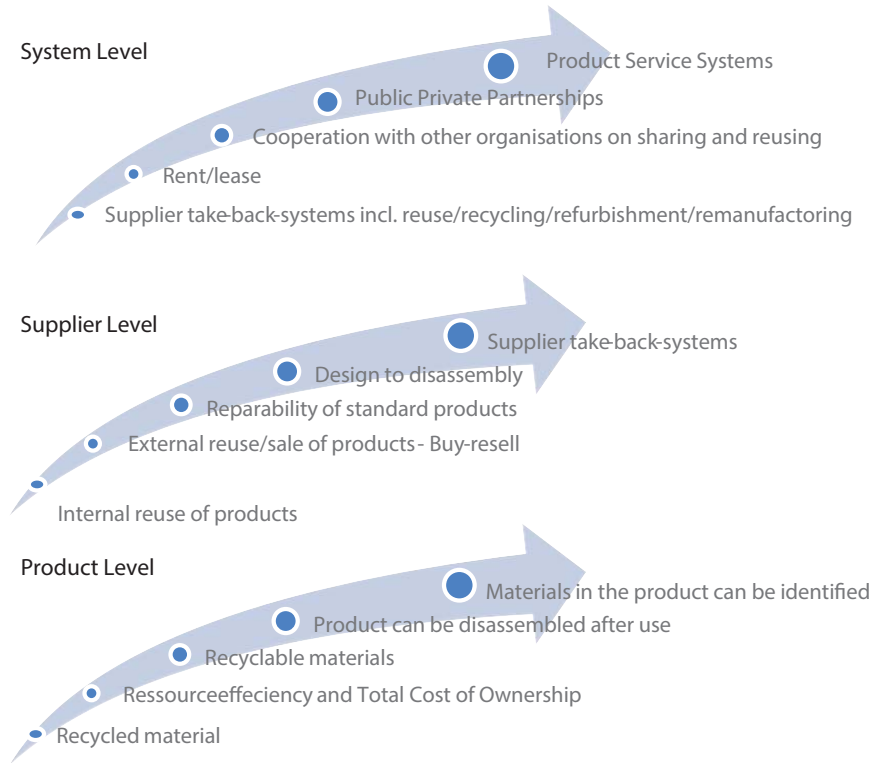 System Level
Product Service Systems
Public Private Partnerships
Cooperation with other organisations on sharing and reusing
Rent/lease
Supplier take-back-systems incl. reuse/recycling/refurbishment/remanufactoring
Supplier Level
Supplier take-back-systems
Design to disassembly
Reparability of standard products
External reuse/sale of products - Buy-resell
Internal reuse of products
Product Level
Materials in the product can be identified
Product can be disassembled after use
Recyclable materials
Ressourceeffeciency and Total Cost of Ownership
Recycled material